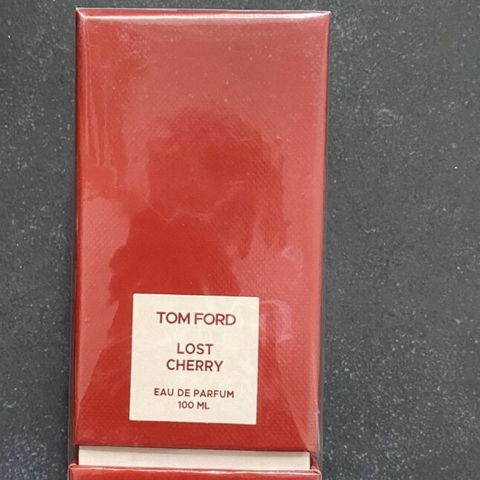 TOM FORD
LOST
CHERRY
EAU DE PARFUM
100 ML